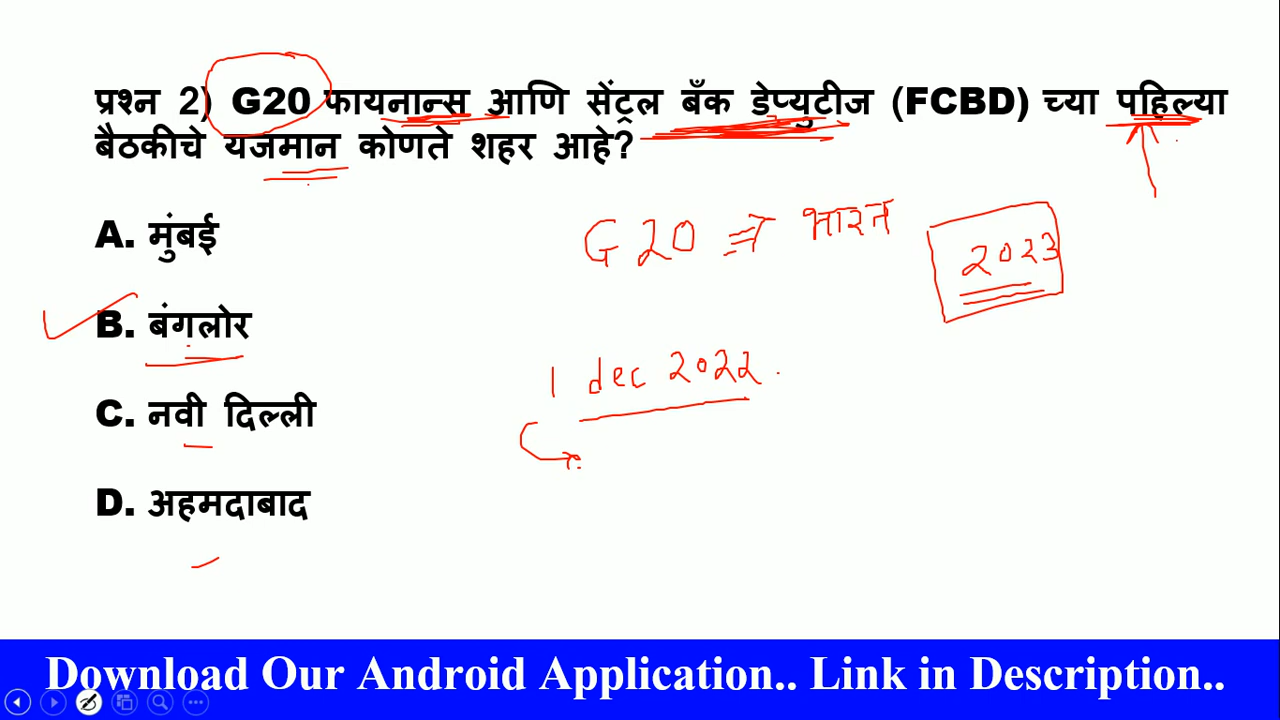 प्रश्न 2) G20 फायनान्स आणि सेंट्रल बँक डेप्युटीज (FCBD) च्या पहिल्या
बैठकीचे यजमान कोणते शहर आहे?
A. मुंबई
G20 ⇒ भारत
2023
B. बंगलोर
1 dec 2022
C. नवी दिल्ली
D. अहमदाबाद
Download Our Android Application.. Link in Description..